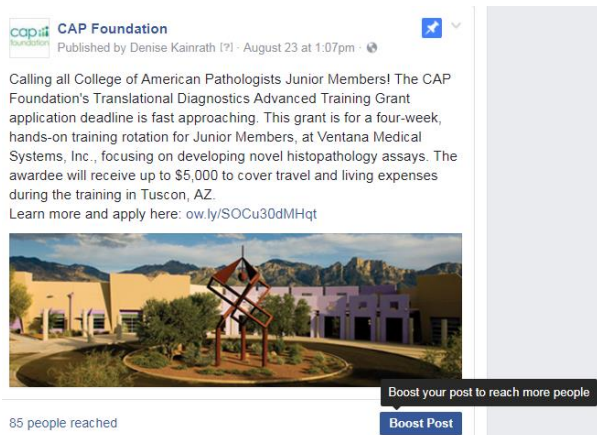 cap
foundation
CAP Foundation
Published by Denise Kainrath [?] · August 23 at 1:07pm ·
Calling all College of American Pathologists Junior Members! The CAP
Foundation's Translational Diagnostics Advanced Training Grant
application deadline is fast approaching. This grant is for a four-week,
hands-on training rotation for Junior Members, at Ventana Medical
Systems, Inc., focusing on developing novel histopathology assays. The
awardee will receive up to $5,000 to cover travel and living expenses
during the training in Tuscon, AZ.
Learn more and apply here: ow.ly/SOCu30dMHqt
Boost your post to reach more people
85 people reached
Boost Post